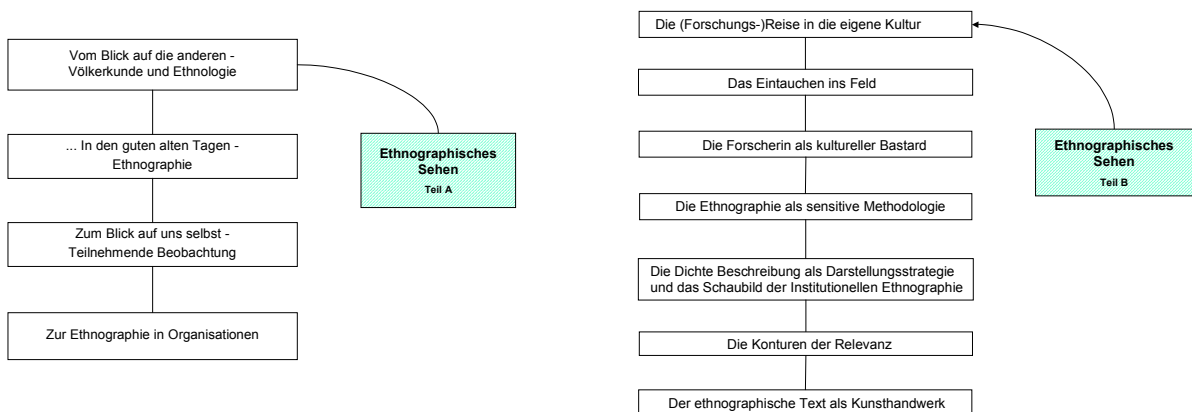 Vom Blick auf die anderen -
Völkerkunde und Ethnologie
... In den guten alten Tagen -
Ethnographie
Zum Blick auf uns selbst -
Teilnehmende Beobachtung
Zur Ethnographie in Organisationen
Ethnographisches
Sehen
Teil A
Die (Forschungs-)Reise in die eigene Kultur
Das Eintauchen ins Feld
Die Forscherin als kultureller Bastard
Die Ethnographie als sensitive Methodologie
Die Dichte Beschreibung als Darstellungsstrategie
und das Schaubild der Institutionellen Ethnographie
Die Konturen der Relevanz
Der ethnographische Text als Kunsthandwerk
Ethnographisches
Sehen
Teil B